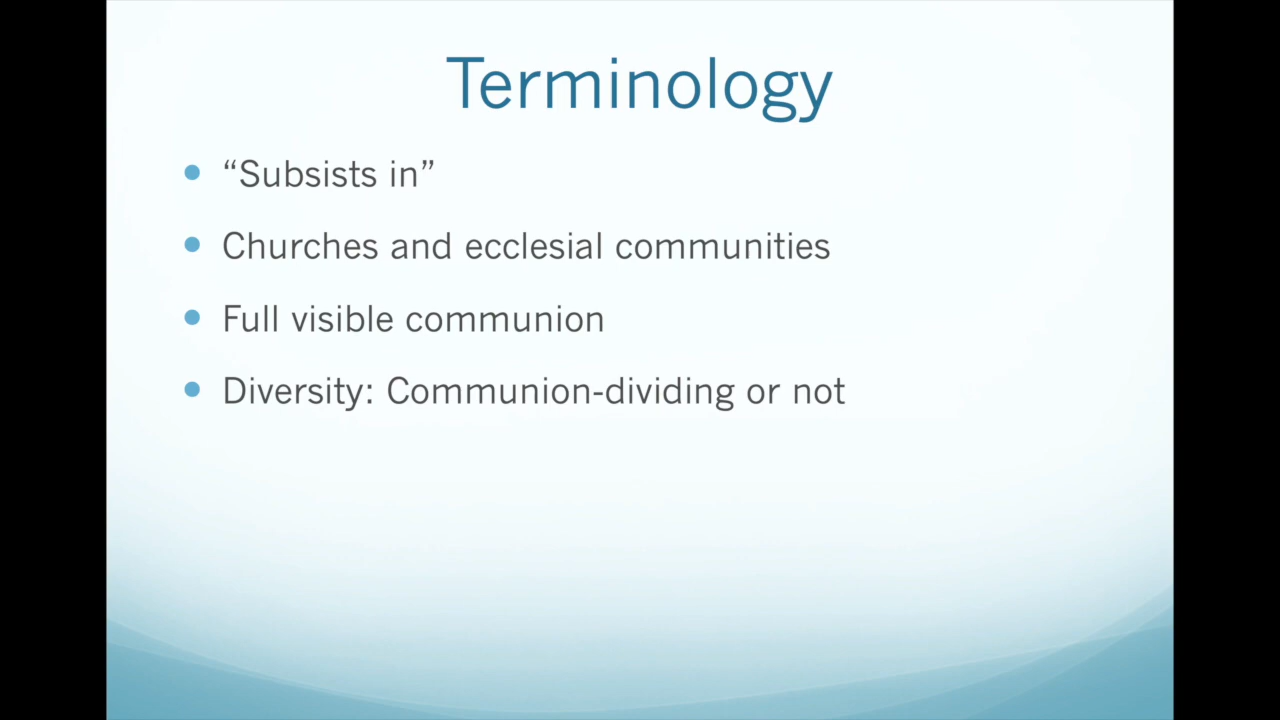 Terminology
“Subsists in”
Churches and ecclesial communities
Full visible communion
Diversity: Communion-dividing or not